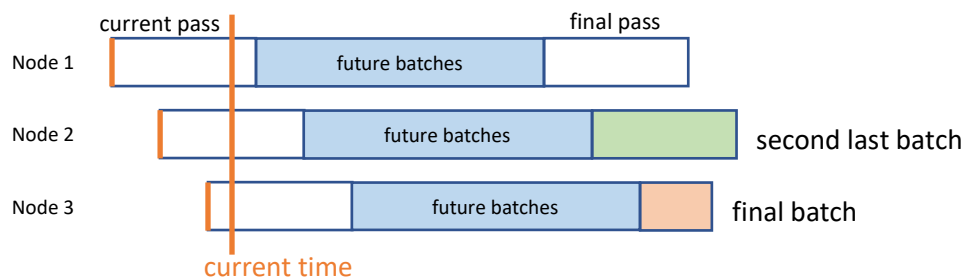 current pass
final pass
Node 1
future batches
Node 2
future batches
second last batch
Node 3
future batches
final batch
current time